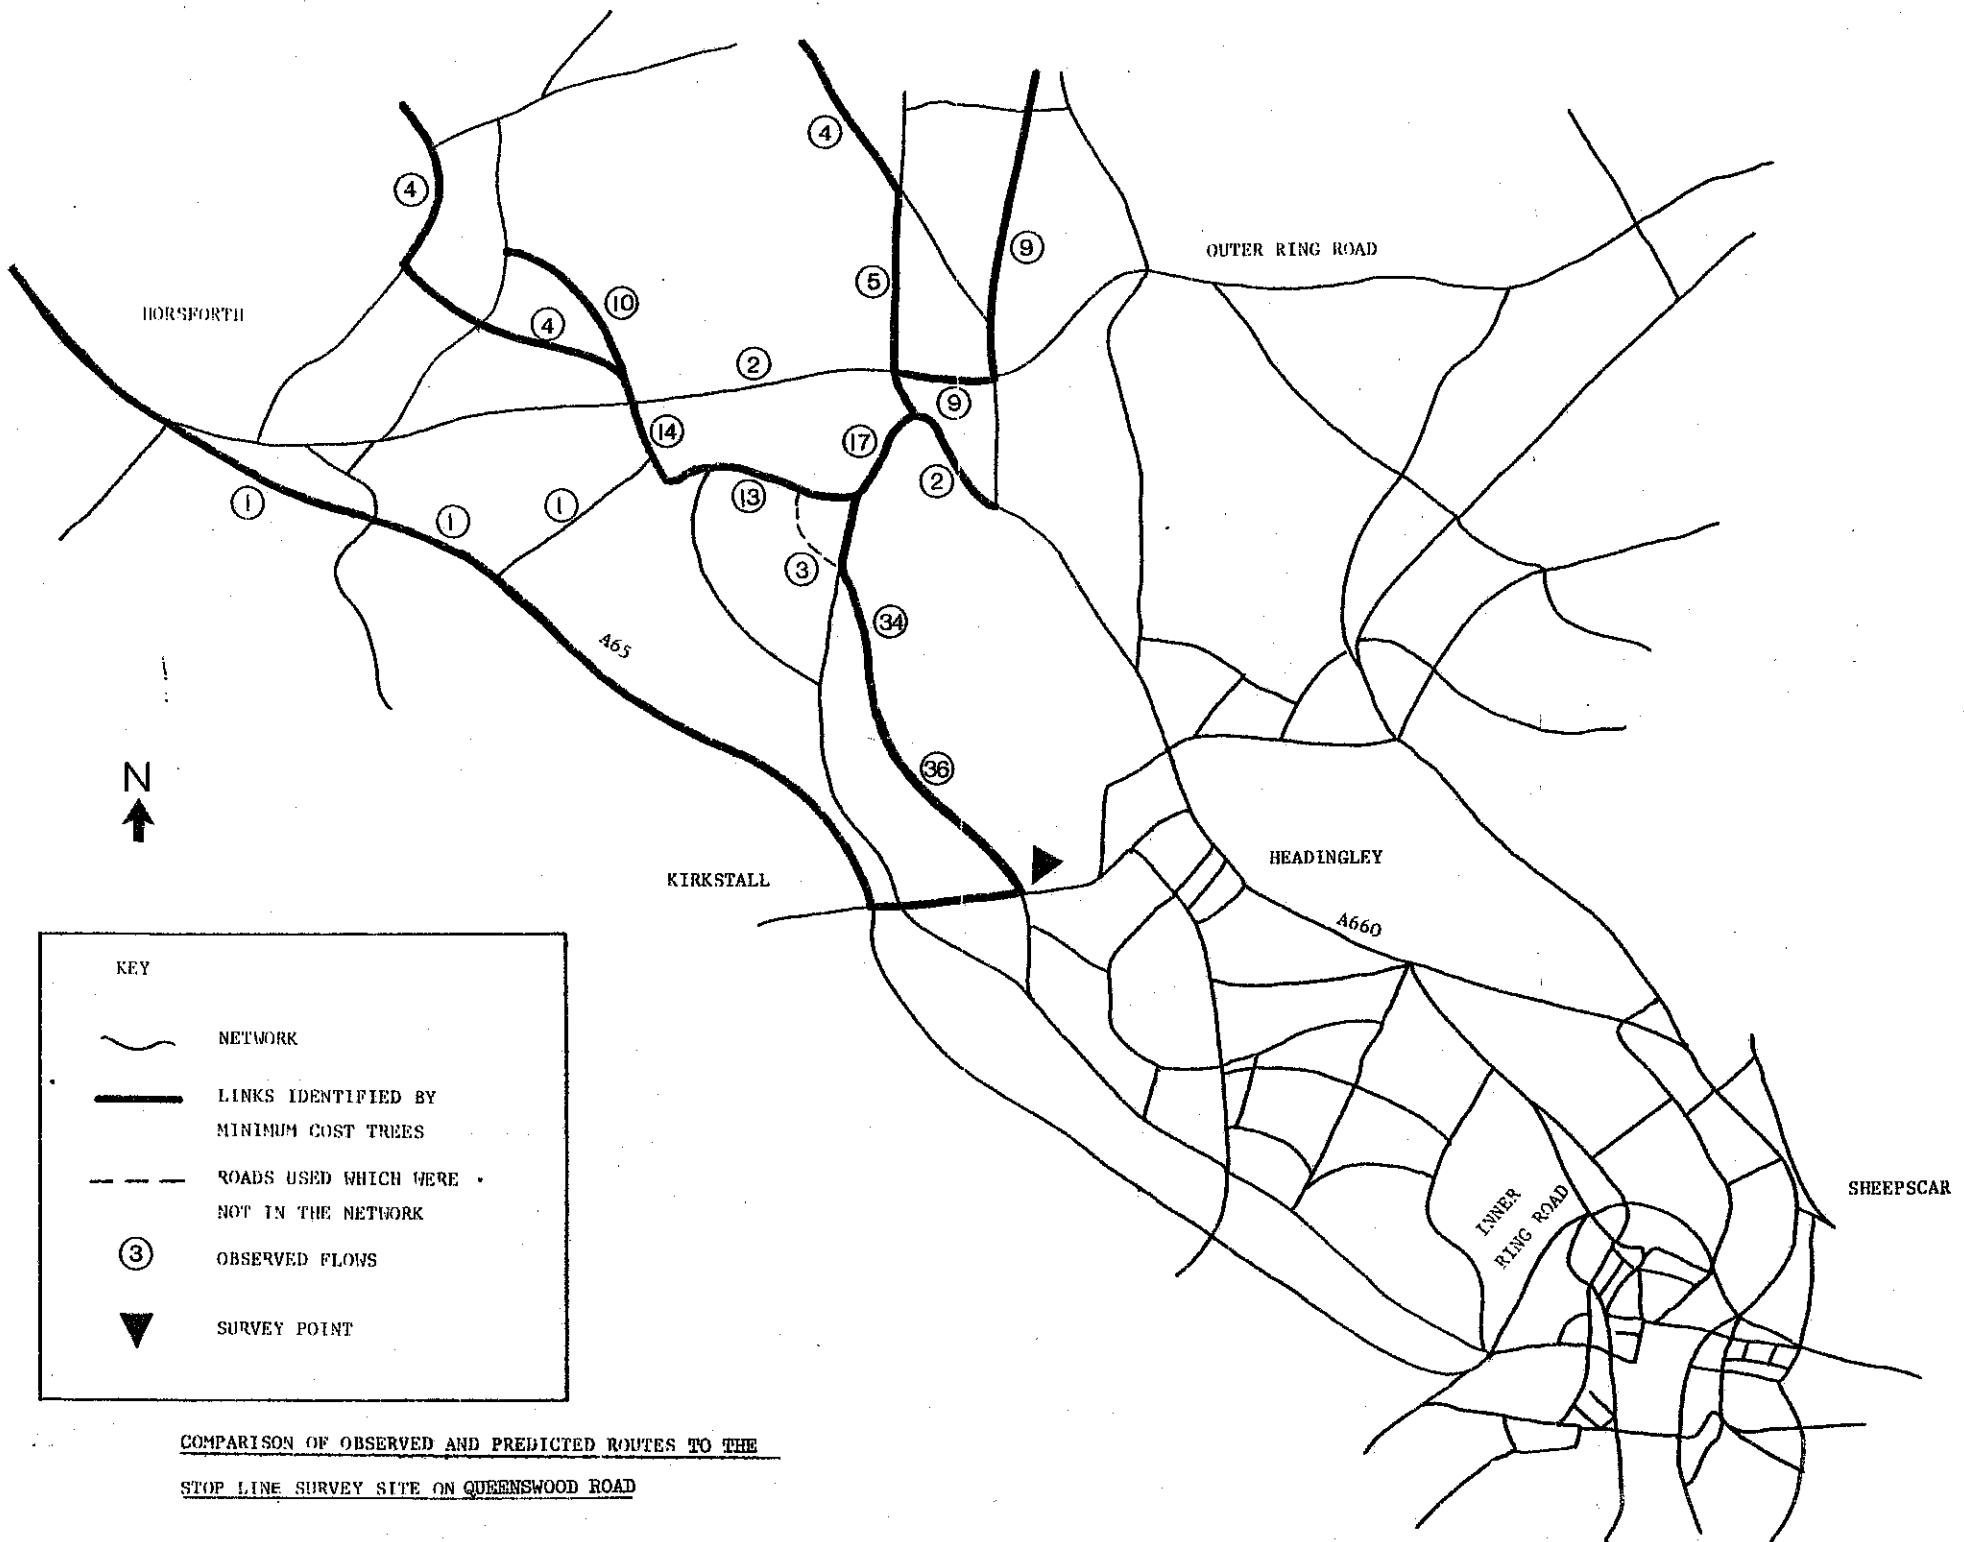 4
4
9
OUTER RING ROAD
5
HORSFORTH
10
4
2
9
14
17
2
13
1
1
1
3
34
A65
36
N
HEADINGLEY
KIRKSTALL
A660
KEY
NETWORK
LINKS IDENTIFIED BY
MINIMUM COST TREES
ROADS USED WHICH WERE
NOT IN THE NETWORK
3
OBSERVED FLOWS
SURVEY POINT
SHEEPSCAR
INNER
RING ROAD
COMPARISON OF OBSERVED AND PREDICTED ROUTES TO THE
STOP LINE SURVEY SITE ON QUEENSWOOD ROAD